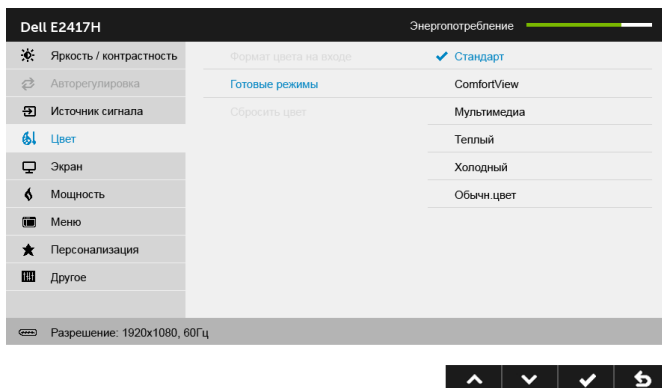 Dell E2417H
Энергопотребление
Яркость / контрастность
Формат цвета на входе
Стандарт
Авторегулировка
Готовые режимы
ComfortView
Источник сигнала
Сбросить цвет
Мультимедиа
Цвет
Теплый
Экран
Холодный
Мощность
Обычн.цвет
Меню
Персонализация
Другое
Разрешение: 1920x1080, 60Гц